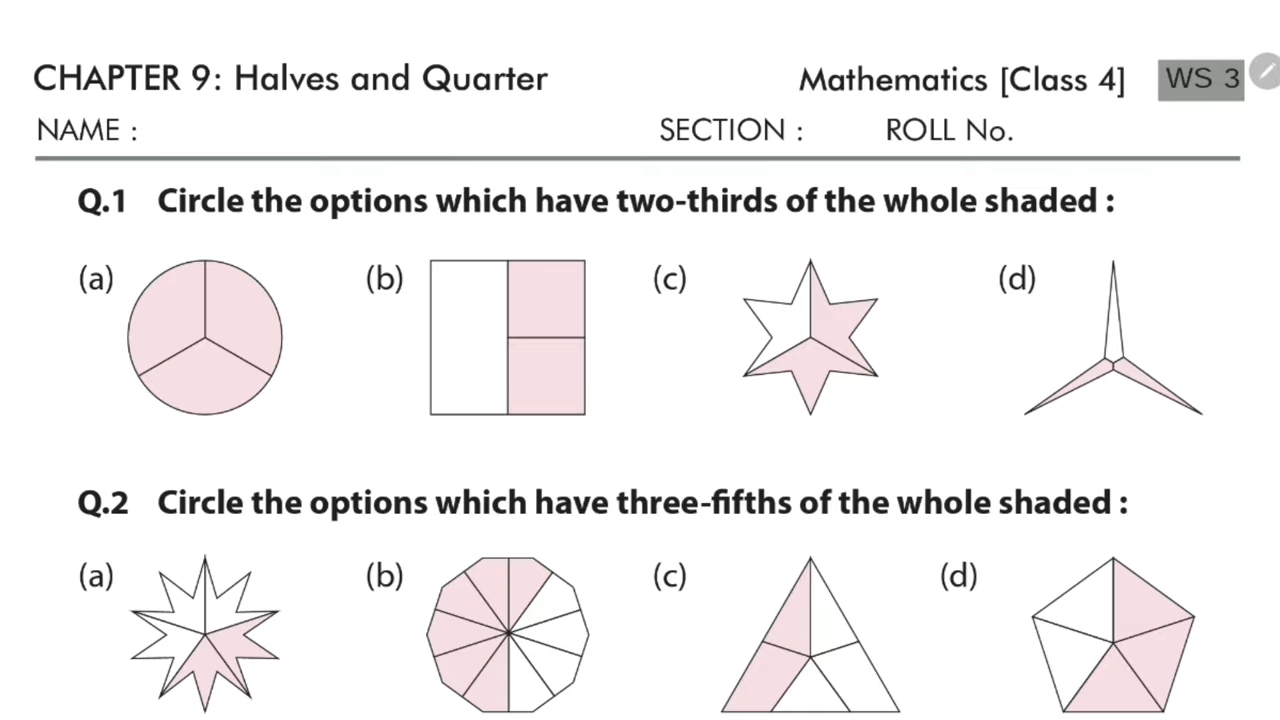 CHAPTER 9: Halves and Quarter Mathematics [Class 4] WS 3
NAME : SECTION : ROLL No.
Q.1 Circle the options which have two-thirds of the whole shaded :
(a) (b) (c) (d)
Q.2 Circle the options which have three-fifths of the whole shaded :
(a) (b) (c) (d)